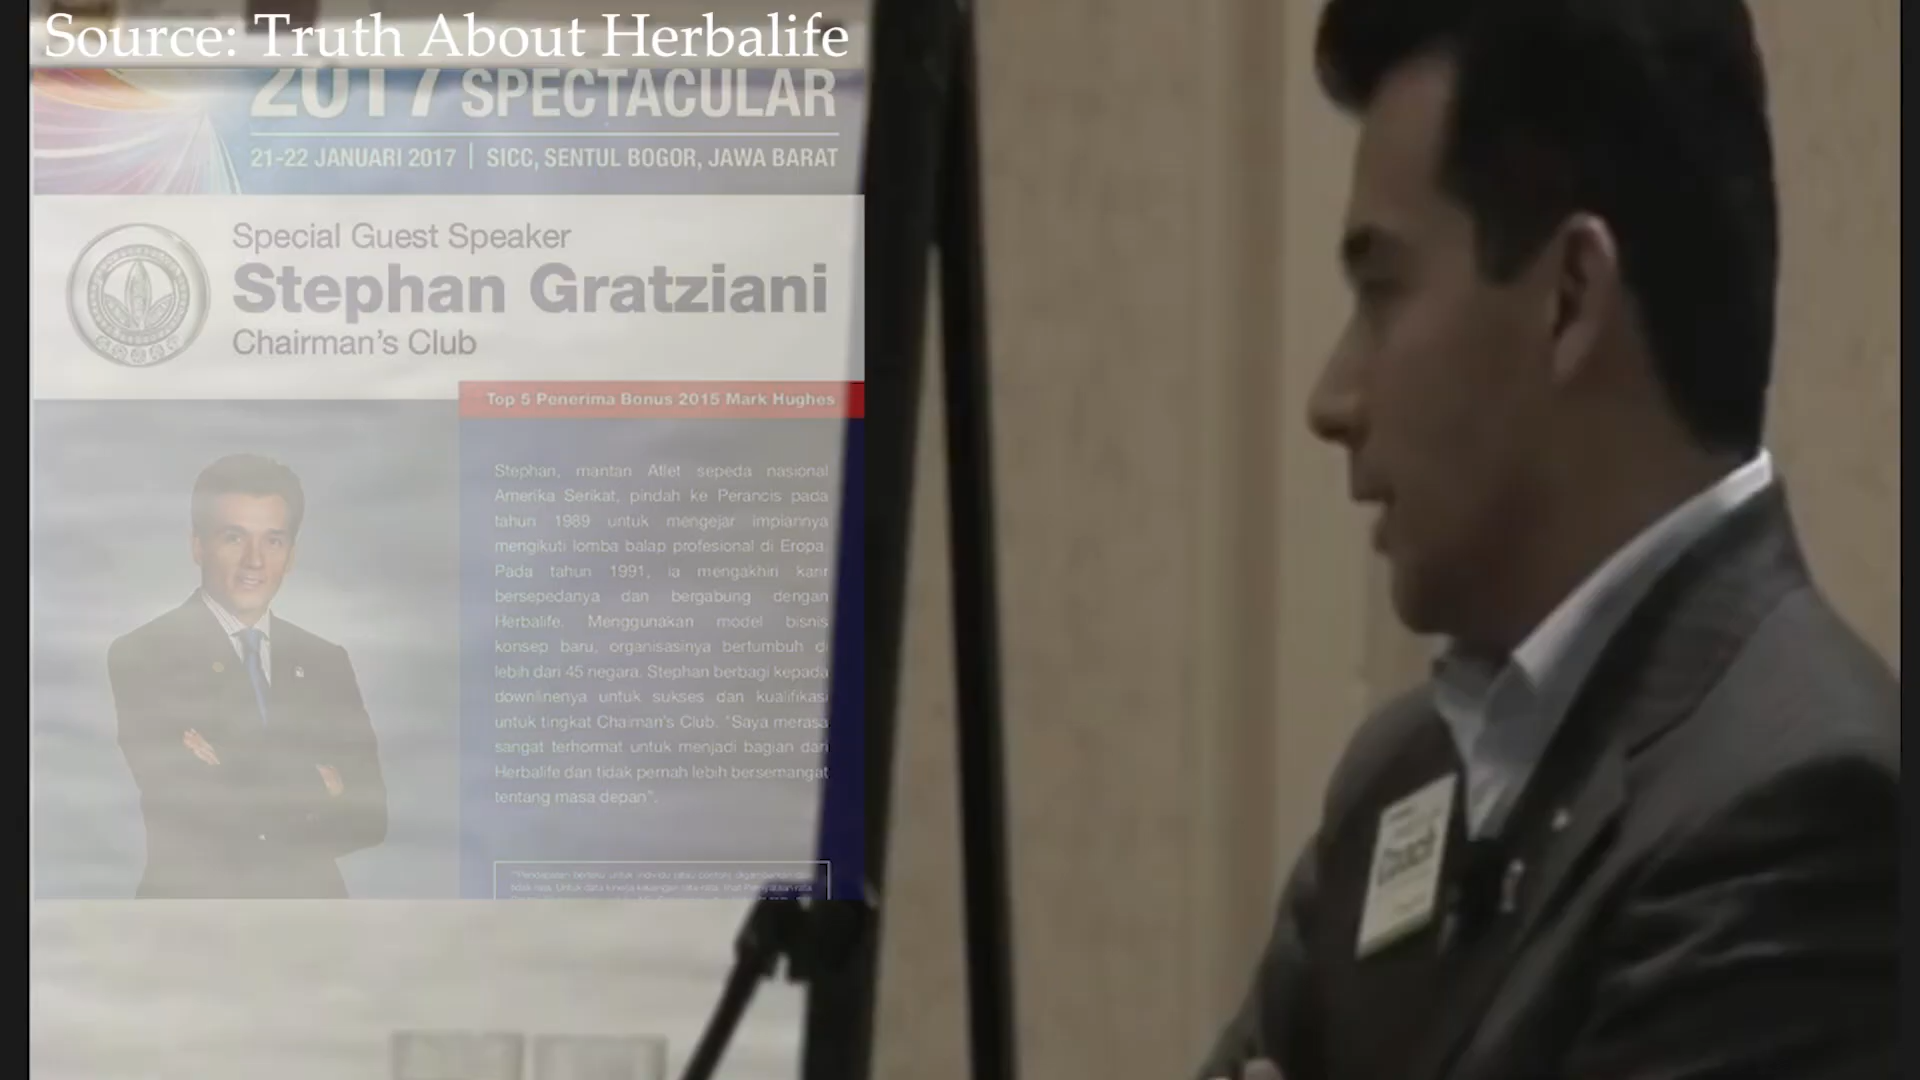 Source: Truth About Herbalife
2017 SPECTACULAR
21-22 JANUARI 2017 | SICC, SENTUL BOGOR, JAWA BARAT
Special Guest Speaker
Stephan Gratziani
Chairman's Club
Top 5 Penerima Bonus 2015 Mark Hughes
Stephan, mantan Atlet sepeda nasional
Amerika Serikat, pindah ke Perancis pada
tahun 1989 untuk mengejar impiannya
mengikuti lomba balap profesional di Eropa.
Pada tahun 1991, ia mengakhiri karir
bersepedanya dan bergabung dengan
Herbalife. Menggunakan model bisnis
konsep baru, organisasinya bertumbuh di
lebih dari 45 negara. Stephan berbagi kepada
downlinenya untuk sukses dan kualifikasi
untuk tingkat Chaiman's Club. "Saya merasa
sangat terhormat untuk menjadi bagian dari
Herbalife dan tidak pernah lebih bersemangat
tentang masa depan".